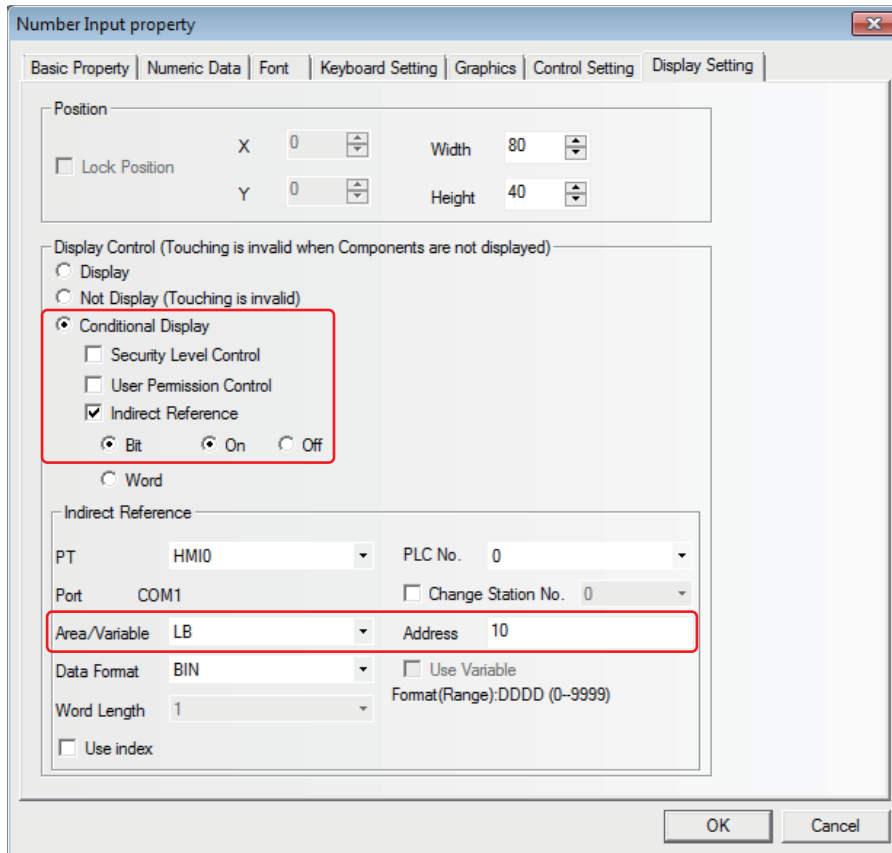 Number Input property
Basic Property Numeric Data Font Keyboard Setting Graphics Control Setting Display Setting
Position
Lock Position X 0 Width 80
Y 0 Height 40
Display Control (Touching is invalid when Components are not displayed)
Display
Not Display (Touching is invalid)
Conditional Display
Security Level Control
User Permission Control
Indirect Reference
Bit On Off
Word
Indirect Reference
PT HMI0 PLC No. 0
Port COM1 Change Station No. 0
Area/Variable LB Address 10
Data Format BIN Use Variable
Format(Range):DDDD (0--9999)
Word Length 1
Use index
OK Cancel